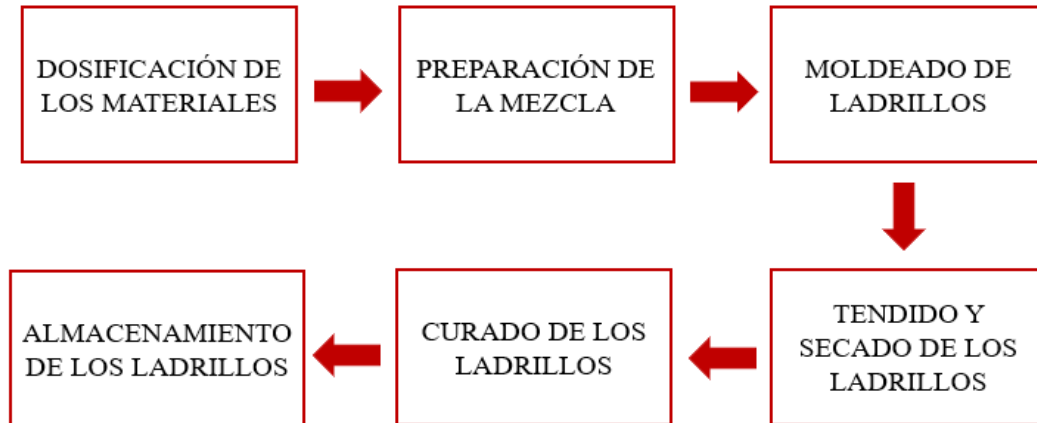 DOSIFICACIÓN DE
LOS MATERIALES
PREPARACIÓN DE
LA MEZCLA
MOLDEADO DE
LADRILLOS
TENDIDO Y
SECADO DE LOS
LADRILLOS
CURADO DE LOS
LADRILLOS
ALMACENAMIENTO
DE LOS LADRILLOS